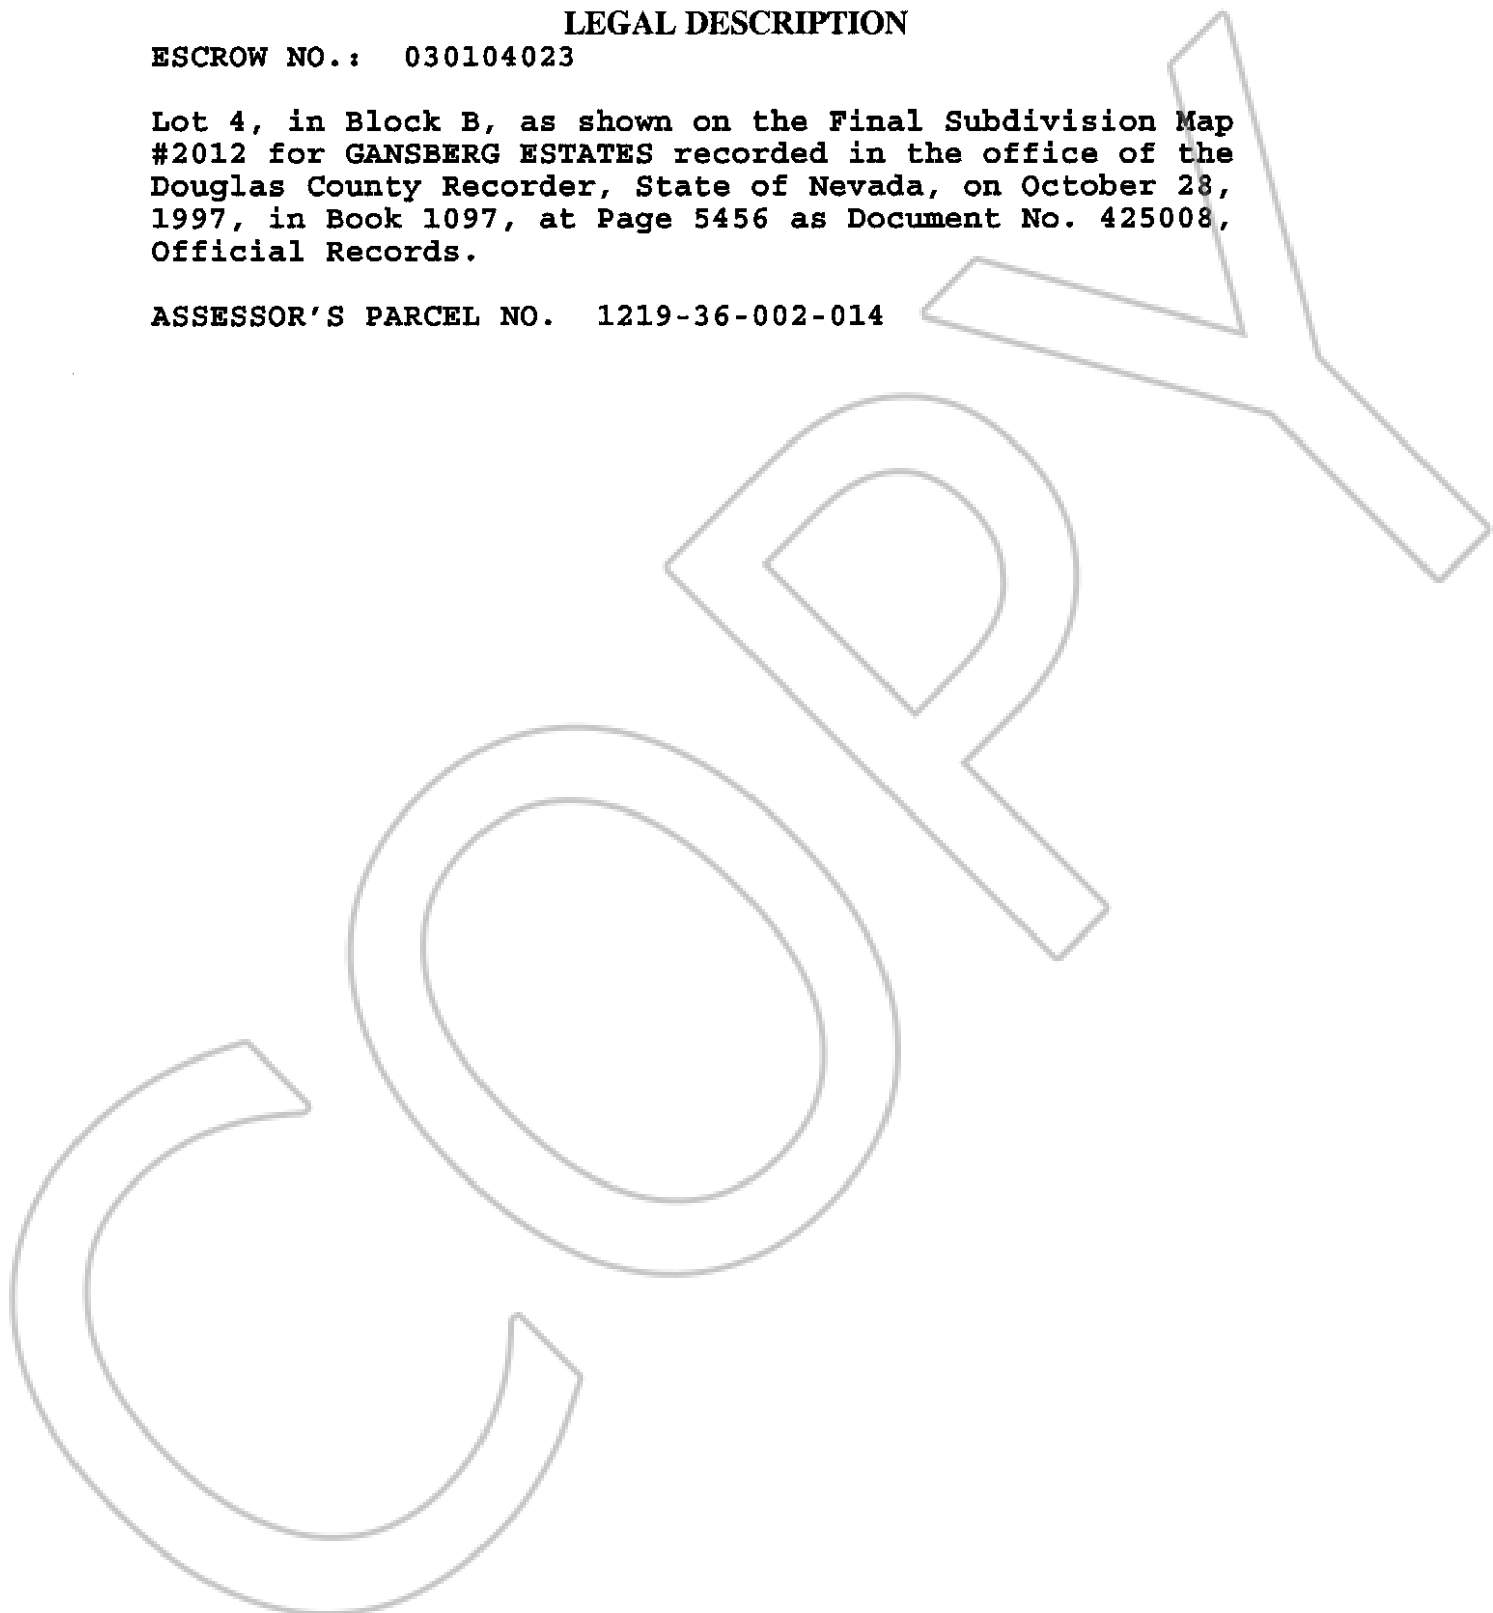 LEGAL DESCRIPTION
ESCROW NO.: 030104023
Lot 4, in Block B, as shown on the Final Subdivision Map
#2012 for GANSBERG ESTATES recorded in the office of the
Douglas County Recorder, State of Nevada, on October 28,
1997, in Book 1097, at Page 5456 as Document No. 425008,
Official Records.
ASSESSOR'S PARCEL NO. 1219-36-002-014
COPY